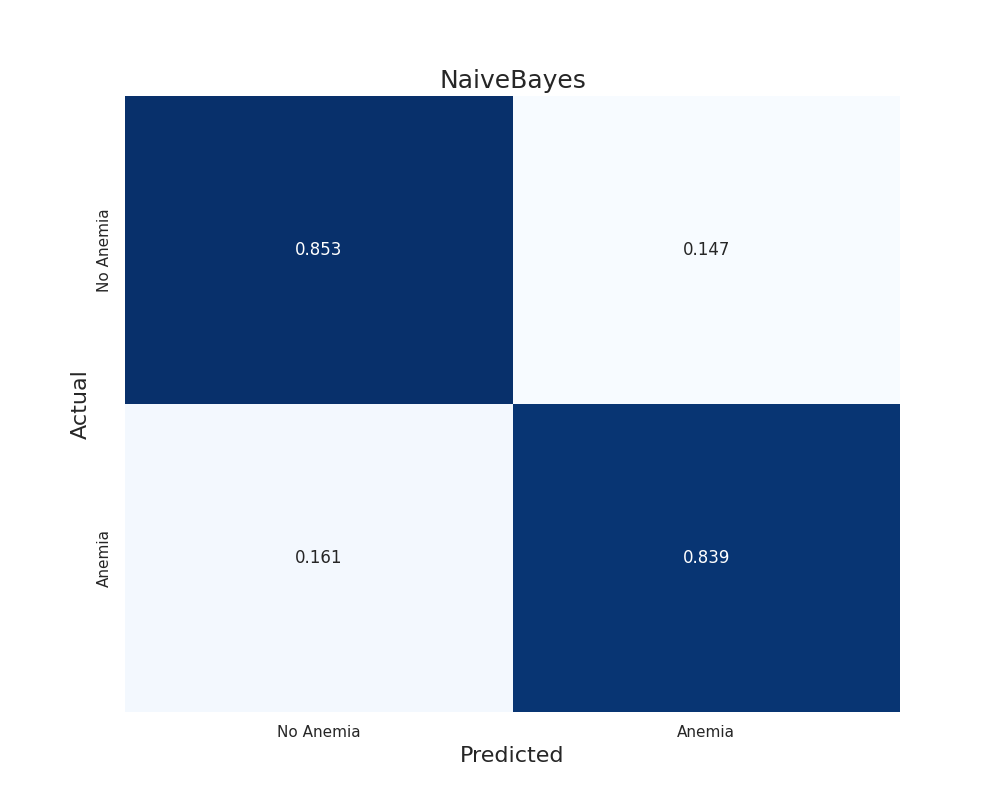 NaiveBayes
No Anemia
0.853
0.147
Actual
Anemia
0.161
0.839
No Anemia
Anemia
Predicted